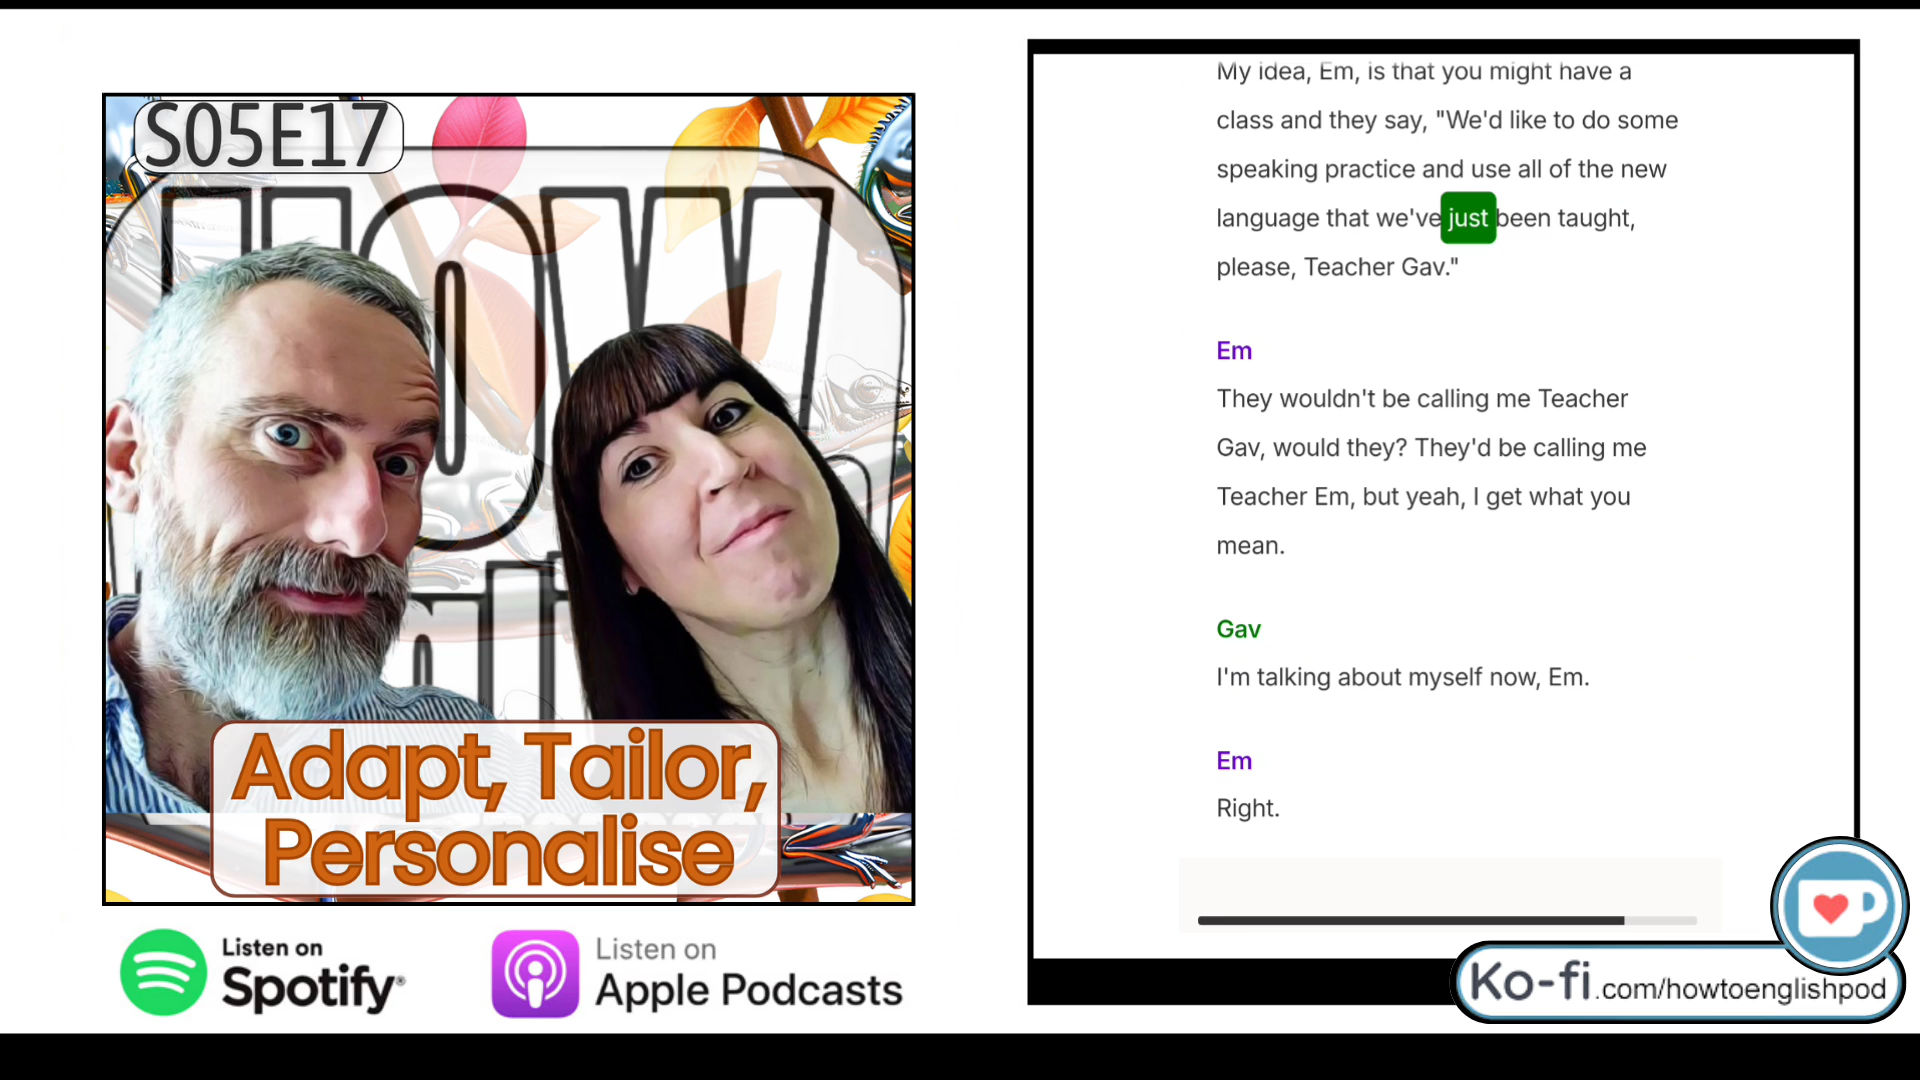 S05E17
HOW
Adapt, Tailor,
Personalise
Listen on
Spotify®
Listen on
Apple Podcasts
My idea, Em, is that you might have a
class and they say, "We'd like to do some
speaking practice and use all of the new
language that we've just been taught,
please, Teacher Gav."
Em
They wouldn't be calling me Teacher
Gav, would they? They'd be calling me
Teacher Em, but yeah, I get what you
mean.
Gav
I'm talking about myself now, Em.
Em
Right.
Ko-fi.com/howtoenglishpod